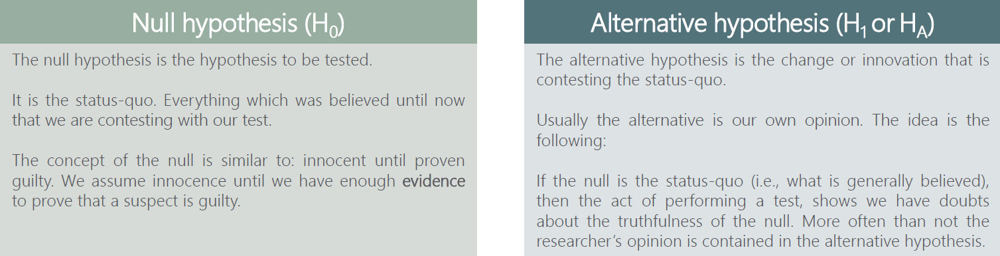 Null hypothesis (H0)
The null hypothesis is the hypothesis to be tested.
It is the status-quo. Everything which was believed until now
that we are contesting with our test.
The concept of the null is similar to: innocent until proven
guilty. We assume innocence until we have enough evidence
to prove that a suspect is guilty.
Alternative hypothesis (H1 or HA)
The alternative hypothesis is the change or innovation that is
contesting the status-quo.
Usually the alternative is our own opinion. The idea is the
following:
If the null is the status-quo (i.e., what is generally believed),
then the act of performing a test, shows we have doubts
about the truthfulness of the null. More often than not the
researcher’s opinion is contained in the alternative hypothesis.